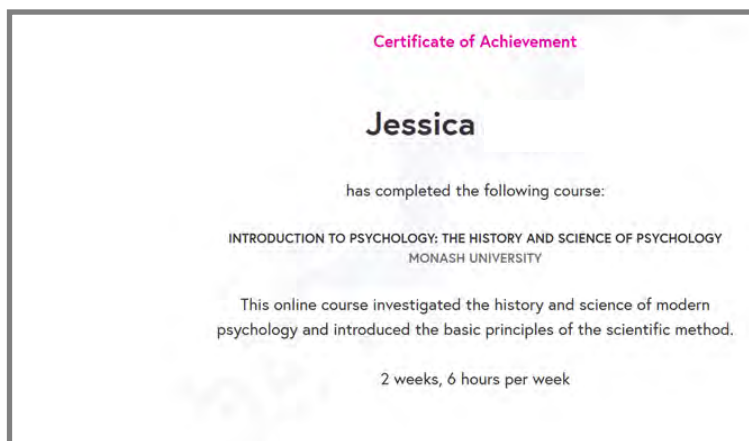 Certificate of Achievement
Jessica
has completed the following course:
INTRODUCTION TO PSYCHOLOGY: THE HISTORY AND SCIENCE OF PSYCHOLOGY
MONASH UNIVERSITY
This online course investigated the history and science of modern
psychology and introduced the basic principles of the scientific method.
2 weeks, 6 hours per week